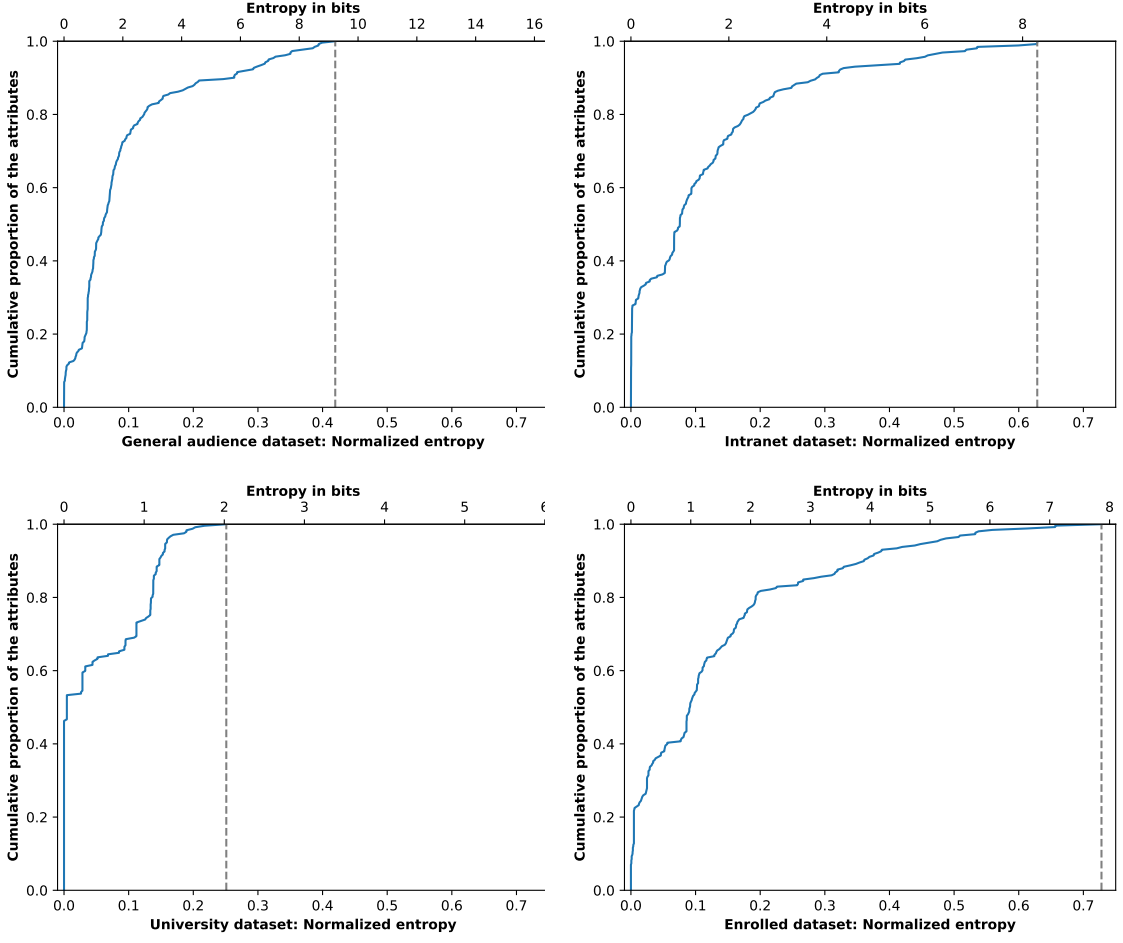 Entropy in bits
0 2 4 6 8 10 12 14 16
1.0
0.8
0.6
0.4
0.2
0.0
Cumulative proportion of the attributes
0.0 0.1 0.2 0.3 0.4 0.5 0.6 0.7
General audience dataset: Normalized entropy
Entropy in bits
0 2 4 6 8
1.0
0.8
0.6
0.4
0.2
0.0
Cumulative proportion of the attributes
0.0 0.1 0.2 0.3 0.4 0.5 0.6 0.7
Intranet dataset: Normalized entropy
Entropy in bits
0 1 2 3 4 5 6
1.0
0.8
0.6
0.4
0.2
0.0
Cumulative proportion of the attributes
0.0 0.1 0.2 0.3 0.4 0.5 0.6 0.7
University dataset: Normalized entropy
Entropy in bits
0 1 2 3 4 5 6 7 8
1.0
0.8
0.6
0.4
0.2
0.0
Cumulative proportion of the attributes
0.0 0.1 0.2 0.3 0.4 0.5 0.6 0.7
Enrolled dataset: Normalized entropy